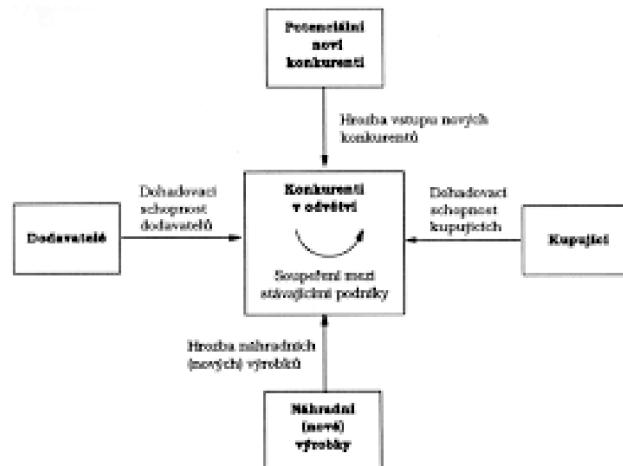 Potenciální
noví
konkurenti
Hrozba vstupu nových
konkurentů
Dohadovací
schopnost
dodavatelů
Konkurenti
v odvětví
Dohadovací
schopnost
kupujících
Dodavatelé
Kupující
Soupeření mezi
stávajícími podniky
Hrozba náhradních
(nových) výrobků
Náhradní
(nové)
výrobky